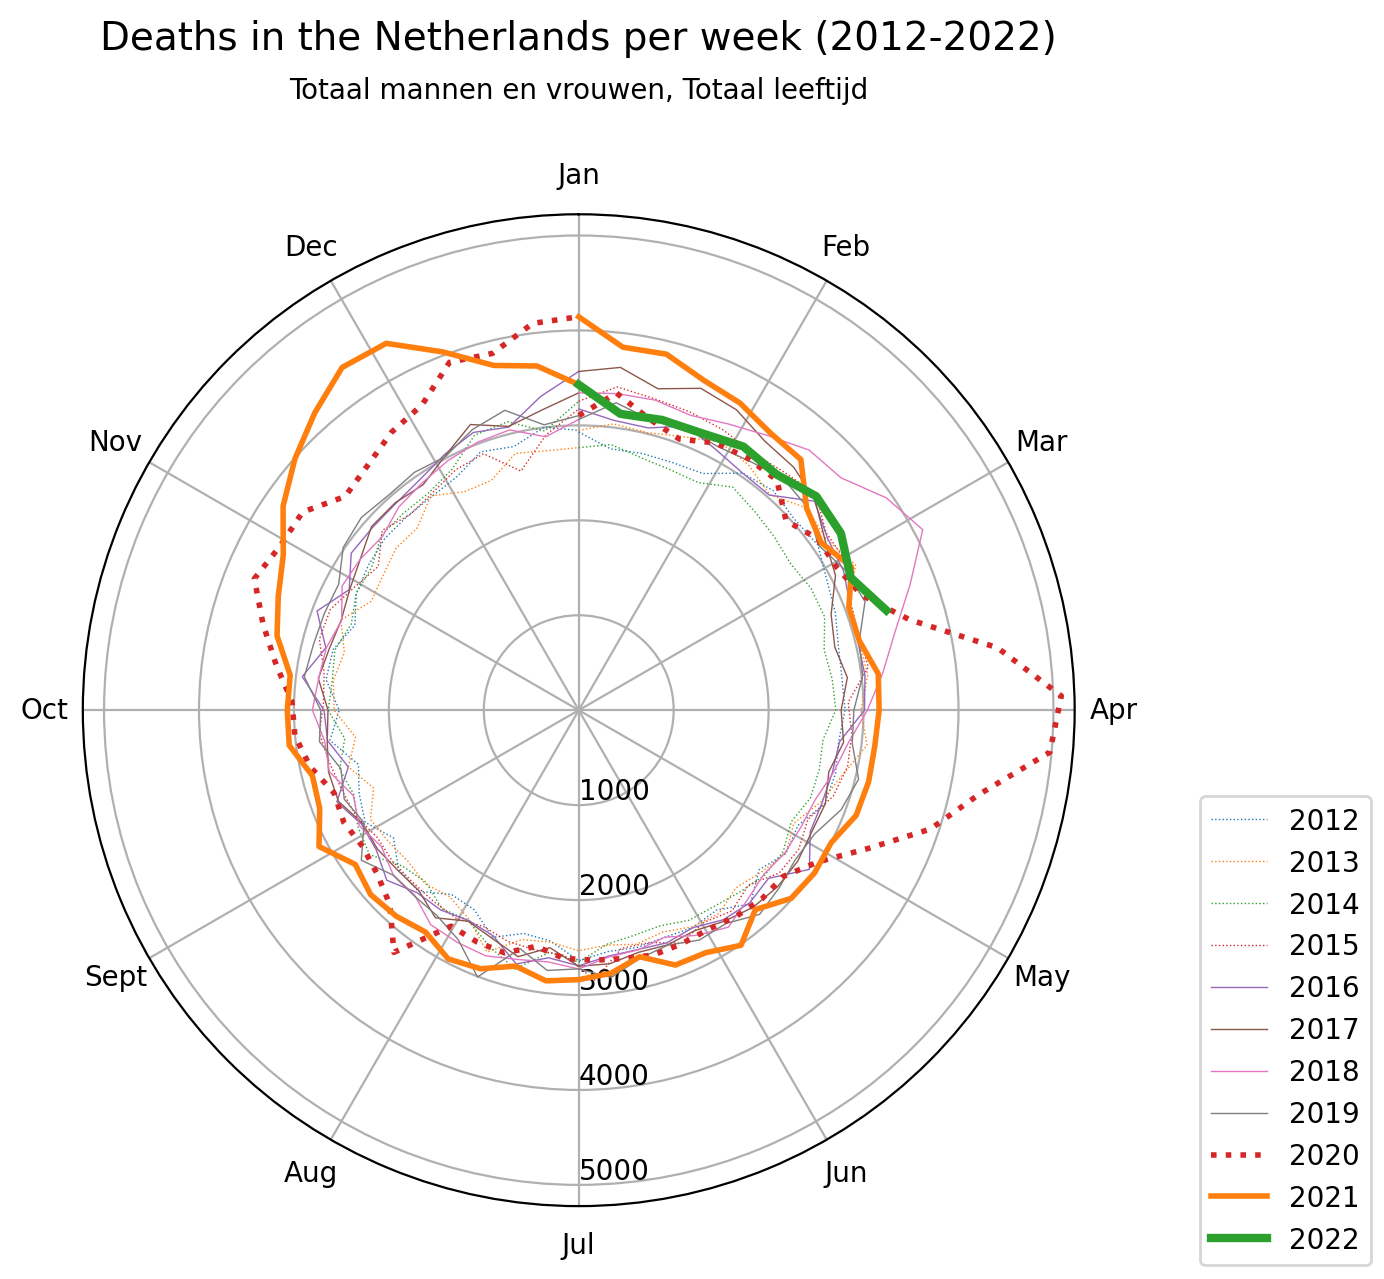 Deaths in the Netherlands per week (2012-2022)
Totaal mannen en vrouwen, Totaal leeftijd
Jan
Dec
Feb
Nov
Mar
Oct
Apr
1000
2000
3000
4000
5000
Sept
May
Aug
Jun
Jul
2012
2013
2014
2015
2016
2017
2018
2019
2020
2021
2022